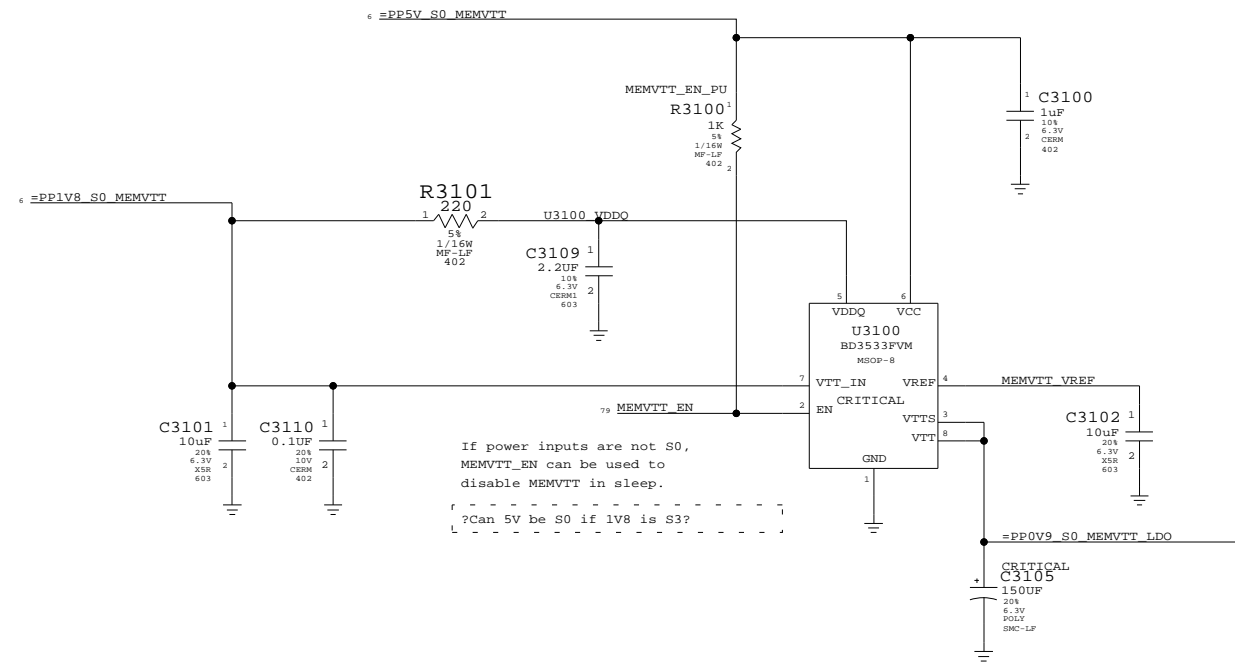 6 =PP5V_S0_MEMVTT
MEMVTT_EN_PU
R3100 1
1K
5%
1/16W
MF-LF
402
2
1 C3100
1uF
10%
6.3V
2 CERM
402
6 =PP1V8_S0_MEMVTT
R3101
1 220 2
5%
1/16W
MF-LF
402
U3100_VDDQ
C3109 1
2.2UF
10%
6.3V 2
CERM1
603
5 6
VDDQ VCC
U3100
BD3533FVM
MSOP-8
7 VTT_IN VREF 4 MEMVTT_VREF
CRITICAL
79 MEMVTT_EN 2 EN
VTTS 3
VTT 8
GND
1
C3101 1
10uF
20%
6.3V 2
X5R
603
C3110 1
0.1UF
20%
10V 2
CERM
402
C3102 1
10uF
20%
6.3V 2
X5R
603
If power inputs are not S0,
MEMVTT_EN can be used to
disable MEMVTT in sleep.
?Can 5V be S0 if 1V8 is S3?
=PP0V9_S0_MEMVTT_LDO
CRITICAL
+ C3105
150UF
20%
6.3V
POLY
SMC-LF